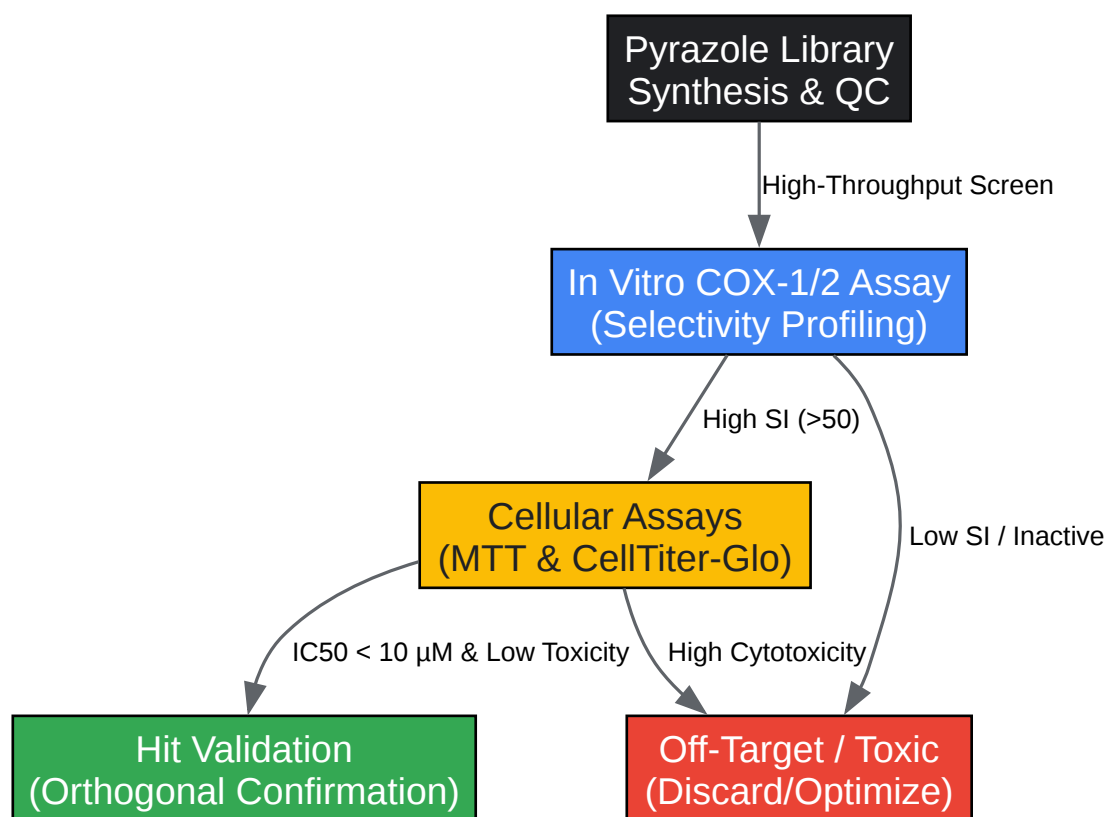 Pyrazole Library
Synthesis & QC
High-Throughput Screen
In Vitro COX-1/2 Assay
(Selectivity Profiling)
High SI (>50)
Cellular Assays
(MTT & CellTiter-Glo)
Low SI / Inactive
IC50 < 10 µM & Low Toxicity
High Cytotoxicity
Hit Validation
(Orthogonal Confirmation)
Off-Target / Toxic
(Discard/Optimize)